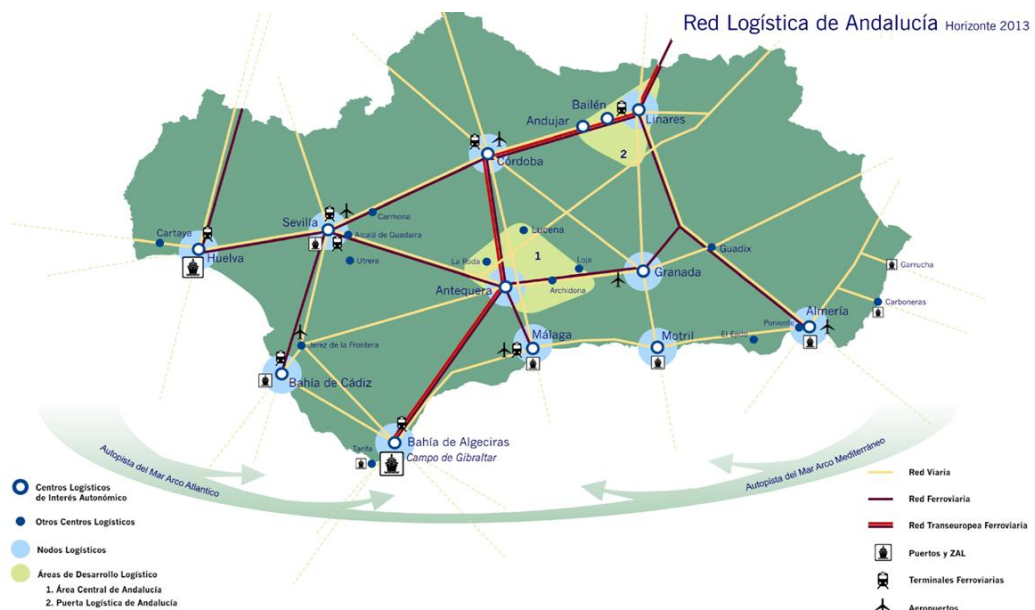 Red Logística de Andalucía Horizonte 2013
Bailén
Andujar
Linares
2
Córdoba
Carmona
Sevilla
Alcalá de Guadaira
Utrera
Cartaya
Huelva
Lucena
La Roda
1
Loja
Archidona
Antequera
Granada
Guadix
Garrucha
Carboneras
Almería
Poniente
El Ejido
Motril
Málaga
Jerez de la Frontera
Bahía de Cádiz
Bahía de Algeciras
Campo de Gibraltar
Tarifa
Autopista del Mar Arco Atlantico
Autopista del Mar Arco Mediterráneo
Centros Logísticos
de Interés Autonómico
Otros Centros Logísticos
Nodos Logísticos
Áreas de Desarrollo Logístico
1. Área Central de Andalucía
2. Puerta Logística de Andalucía
Red Viaria
Red Ferroviaria
Red Transeuropea Ferroviaria
Puertos y ZAL
Terminales Ferroviarias
Aeropuertos